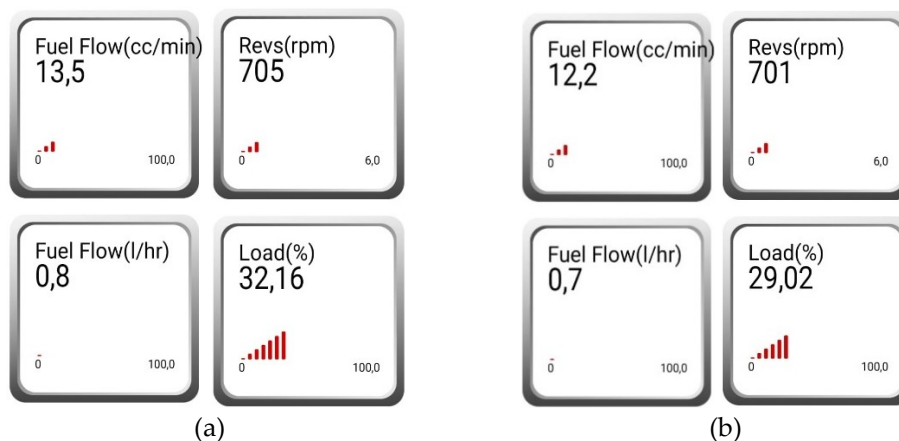 Fuel Flow(cc/min)
13,5
0 100,0
Revs(rpm)
705
0 6,0
Fuel Flow(l/hr)
0,8
0 100,0
Load(%)
32,16
0 100,0
(a)
Fuel Flow(cc/min)
12,2
0 100,0
Revs(rpm)
701
0 6,0
Fuel Flow(l/hr)
0,7
0 100,0
Load(%)
29,02
0 100,0
(b)